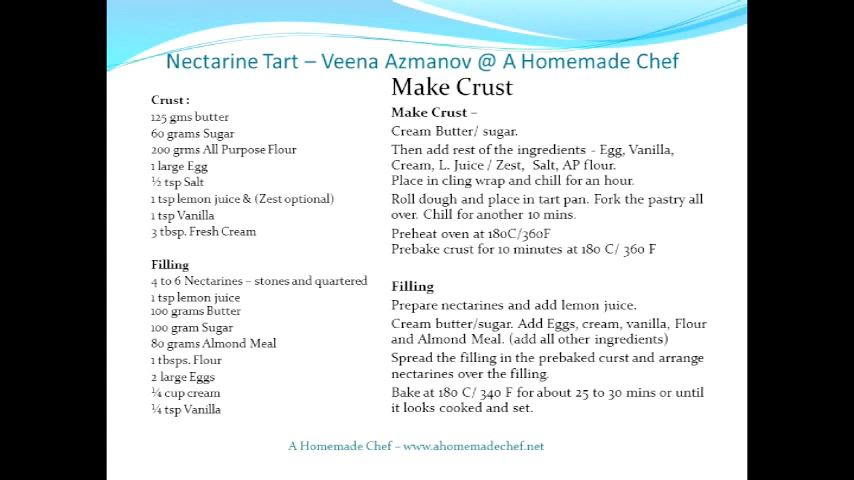 Nectarine Tart – Veena Azmanov @ A Homemade Chef
Crust :
125 gms butter
60 grams Sugar
200 grms All Purpose Flour
1 large Egg
½ tsp Salt
1 tsp lemon juice & (Zest optional)
1 tsp Vanilla
3 tbsp. Fresh Cream
Filling
4 to 6 Nectarines – stones and quartered
1 tsp lemon juice
100 grams Butter
100 gram Sugar
80 grams Almond Meal
1 tbsps. Flour
2 large Eggs
¼ cup cream
¼ tsp Vanilla
Make Crust
Make Crust –
Cream Butter/ sugar.
Then add rest of the ingredients - Egg, Vanilla,
Cream, L. Juice / Zest, Salt, AP flour.
Place in cling wrap and chill for an hour.
Roll dough and place in tart pan. Fork the pastry all
over. Chill for another 10 mins.
Preheat oven at 180C/360F
Prebake crust for 10 minutes at 180 C/ 360 F
Filling
Prepare nectarines and add lemon juice.
Cream butter/sugar. Add Eggs, cream, vanilla, Flour
and Almond Meal. (add all other ingredients)
Spread the filling in the prebaked curst and arrange
nectarines over the filling.
Bake at 180 C/ 340 F for about 25 to 30 mins or until
it looks cooked and set.
A Homemade Chef – www.ahomemadechef.net